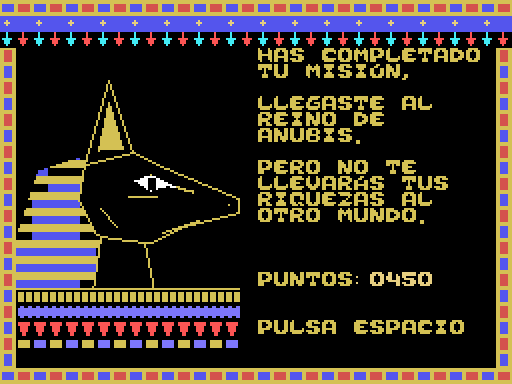 HAS COMPLETADO
TU MISIÓN,
LLEGASTE AL
REINO DE
ANUBIS.
PERO NO TE
LLEVARÁS TUS
RIQUEZAS AL
OTRO MUNDO.
PUNTOS: 0450
PULSA ESPACIO